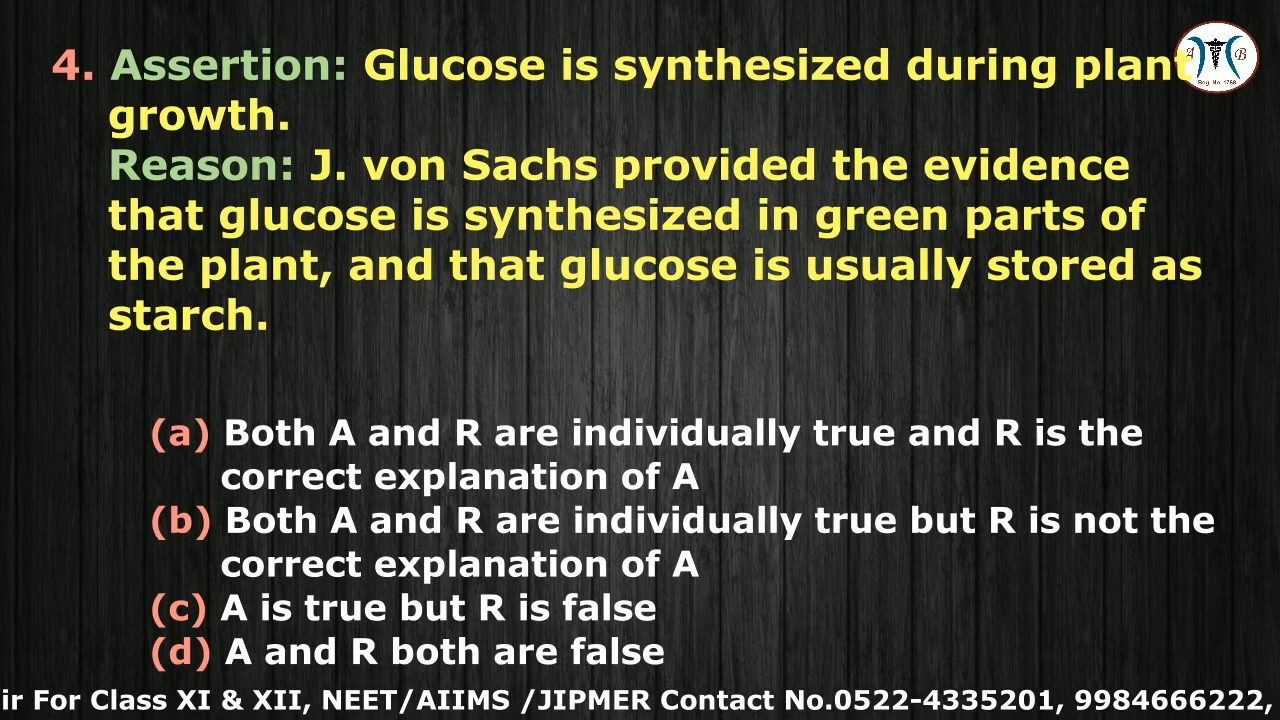 4. Assertion: Glucose is synthesized during plant
growth.
Reason: J. von Sachs provided the evidence
that glucose is synthesized in green parts of
the plant, and that glucose is usually stored as
starch.
A B
Reg No 1768
(a) Both A and R are individually true and R is the
correct explanation of A
(b) Both A and R are individually true but R is not the
correct explanation of A
(c) A is true but R is false
(d) A and R both are false
ir For Class XI & XII, NEET/AIIMS /JIPMER Contact No.0522-4335201, 9984666222,